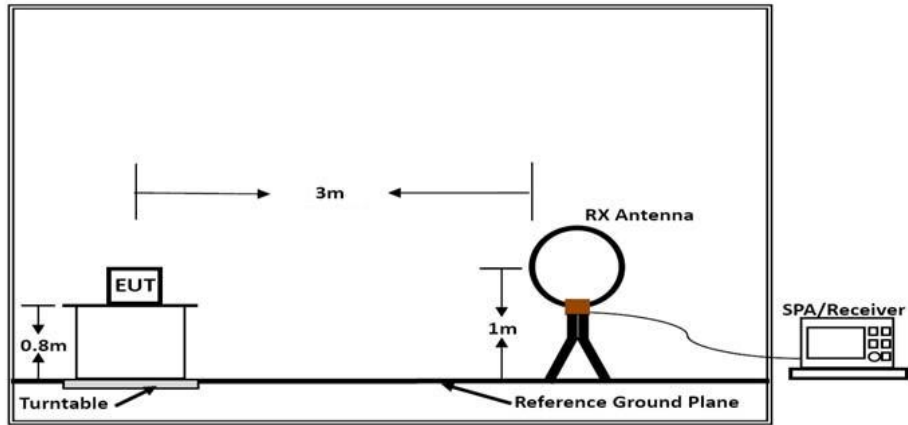 3m
RX Antenna
EUT
SPA/Receiver
0.8m
1m
Turntable
Reference Ground Plane